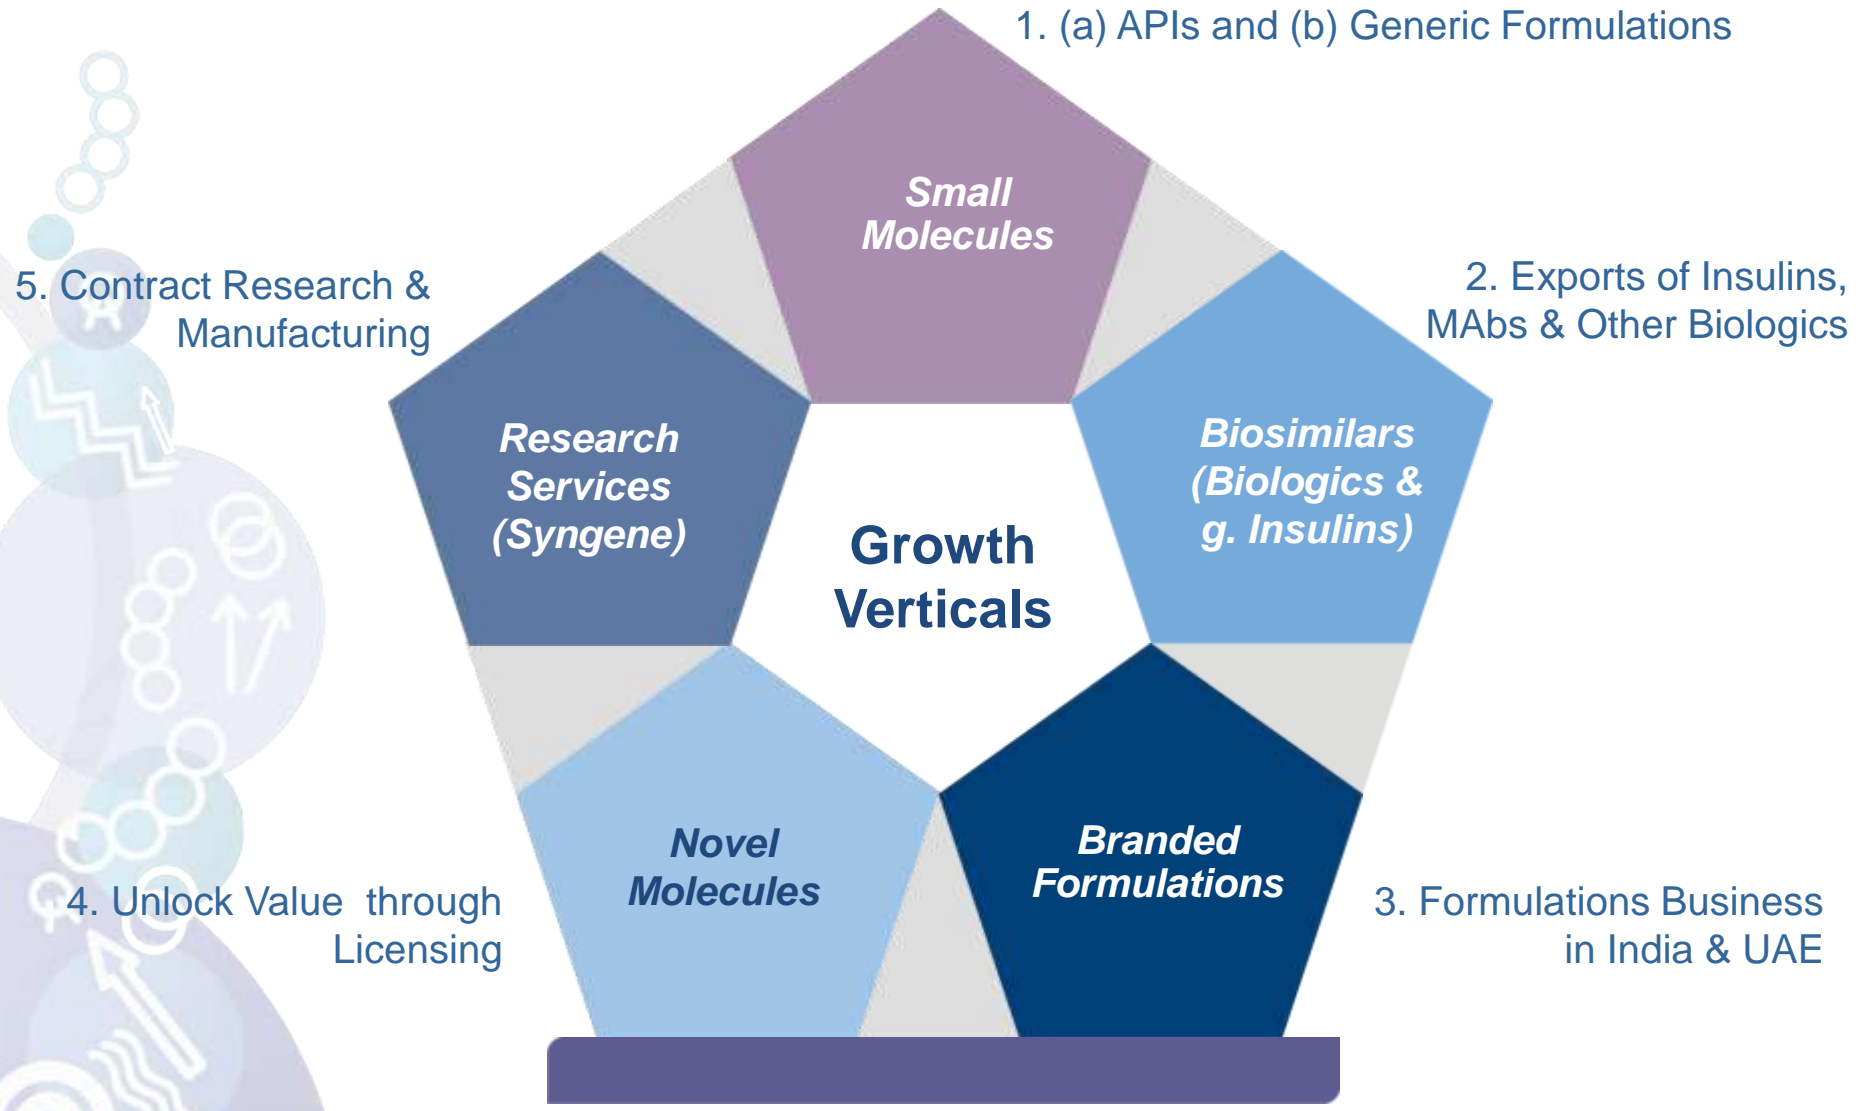 1. (a) APIs and (b) Generic Formulations
Small
Molecules
2. Exports of Insulins,
MAbs & Other Biologics
Biosimilars
(Biologics &
g. Insulins)
3. Formulations Business
in India & UAE
Branded
Formulations
4. Unlock Value  through
Licensing
Novel
Molecules
5. Contract Research &
Manufacturing
Research
Services
(Syngene)
Growth
Verticals